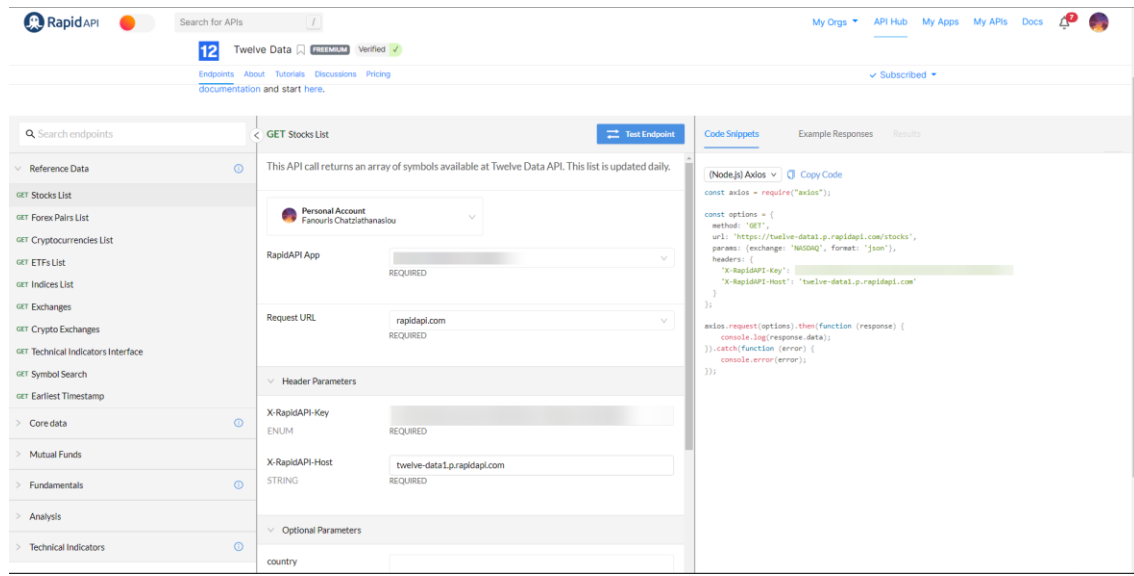 Rapid API
Search for APIs
/
My Orgs
API Hub
My Apps
My APIs
Docs
7
12
Twelve Data
FREEMIUM
Verified ✓
Endpoints
About
Tutorials
Discussions
Pricing
Subscribed
documentation and start here.
Search endpoints
Reference Data
GET Stocks List
GET Forex Pairs List
GET Cryptocurrencies List
GET ETFs List
GET Indices List
GET Exchanges
GET Crypto Exchanges
GET Technical Indicators Interface
GET Symbol Search
GET Earliest Timestamp
Core data
Mutual Funds
Fundamentals
Analysis
Technical Indicators
GET Stocks List
Test Endpoint
This API call returns an array of symbols available at Twelve Data API. This list is updated daily.
Personal Account
Fanouris Chatziathanasiou
RapidAPI App
REQUIRED
Request URL
rapidapi.com
REQUIRED
Header Parameters
X-RapidAPI-Key
ENUM
REQUIRED
X-RapidAPI-Host
twelve-data1.p.rapidapi.com
STRING
REQUIRED
Optional Parameters
country
Code Snippets
Example Responses
Results
(Node.js) Axios
Copy Code
const axios = require("axios");
const options = {
method: 'GET',
url: 'https://twelve-data1.p.rapidapi.com/stocks',
params: {exchange: 'NASDAQ', format: 'json'},
headers: {
'X-RapidAPI-Key':
'X-RapidAPI-Host': 'twelve-data1.p.rapidapi.com'
}
};
axios.request(options).then(function (response) {
console.log(response.data);
}).catch(function (error) {
console.error(error);
});